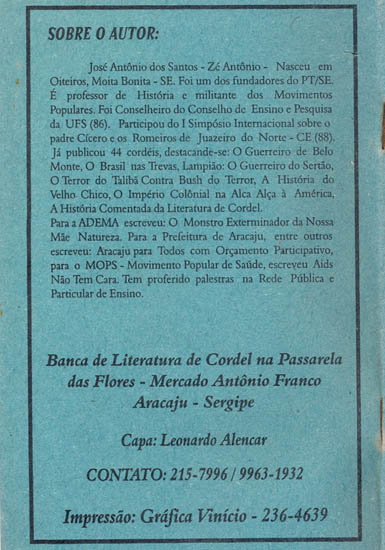 SOBRE O AUTOR:
José Antônio dos Santos - Zé Antônio - Nasceu em
Oiteiros, Moita Bonita - SE. Foi um dos fundadores do PT/SE.
É professor de História e militante dos Movimentos
Populares. Foi Conselheiro do Conselho de Ensino e Pesquisa
da UFS (86). Participou do I Simpósio Internacional sobre o
padre Cícero e os Romeiros de Juazeiro do Norte - CE (88).
Já publicou 44 cordéis, destacando-se: O Guerreiro de Belo
Monte, O Brasil nas Trevas, Lampião: O Guerreiro do Sertão,
O Terror do Talibã Contra Bush do Terror, A História do
Velho Chico, O Império Colônial na Alca Alça à América,
A História Comentada da Literatura de Cordel.
Para a ADEMA escreveu: O Monstro Exterminador da Nossa
Mãe Natureza. Para a Prefeitura de Aracaju, entre outros
escreveu: Aracaju para Todos com Orçamento Participativo,
para o MOPS - Movimento Popular de Saúde, escreveu Aids
Não Tem Cara. Tem proferido palestras na Rede Pública e
Particular de Ensino.
Banca de Literatura de Cordel na Passarela
das Flores - Mercado Antônio Franco
Aracaju - Sergipe
Capa: Leonardo Alencar
CONTATO: 215-7996 / 9963-1932
Impressão: Gráfica Vinício - 236-4639